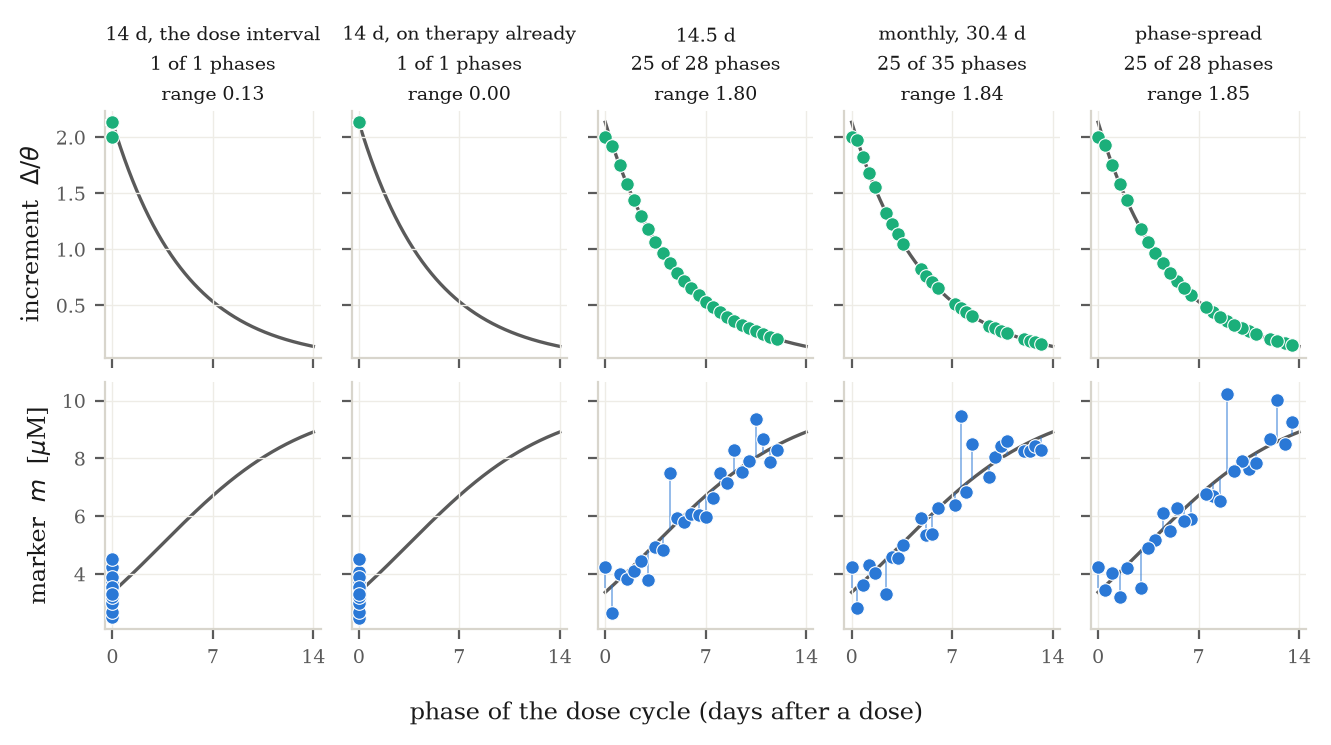 14 d, the dose interval
1 of 1 phases
range 0.13
14 d, on therapy already
1 of 1 phases
range 0.00
14.5 d
25 of 28 phases
range 1.80
monthly, 30.4 d
25 of 35 phases
range 1.84
phase-spread
25 of 28 phases
range 1.85
increment Δ/θ
2.0
1.5
1.0
0.5
marker m [μM]
10
8
6
4
0 7 14
0 7 14
0 7 14
0 7 14
0 7 14
phase of the dose cycle (days after a dose)